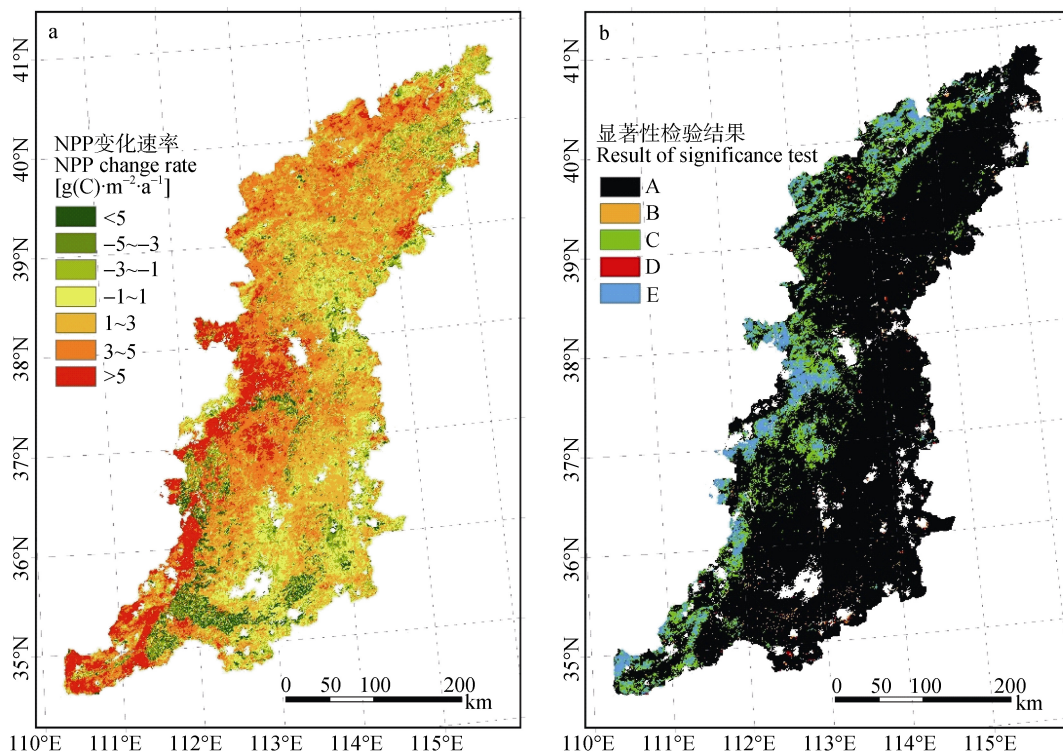 a
41°N
40°N
39°N
38°N
37°N
36°N
35°N
NPP变化速率
NPP change rate
[g(C)·m⁻²·a⁻¹]
<5
−5~−3
−3~−1
−1~1
1~3
3~5
>5
0 50 100 200
km
110°E 111°E 112°E 113°E 114°E 115°E
b
41°N
40°N
39°N
38°N
37°N
36°N
35°N
显著性检验结果
Result of significance test
A
B
C
D
E
0 50 100 200
km
110°E 111°E 112°E 113°E 114°E 115°E